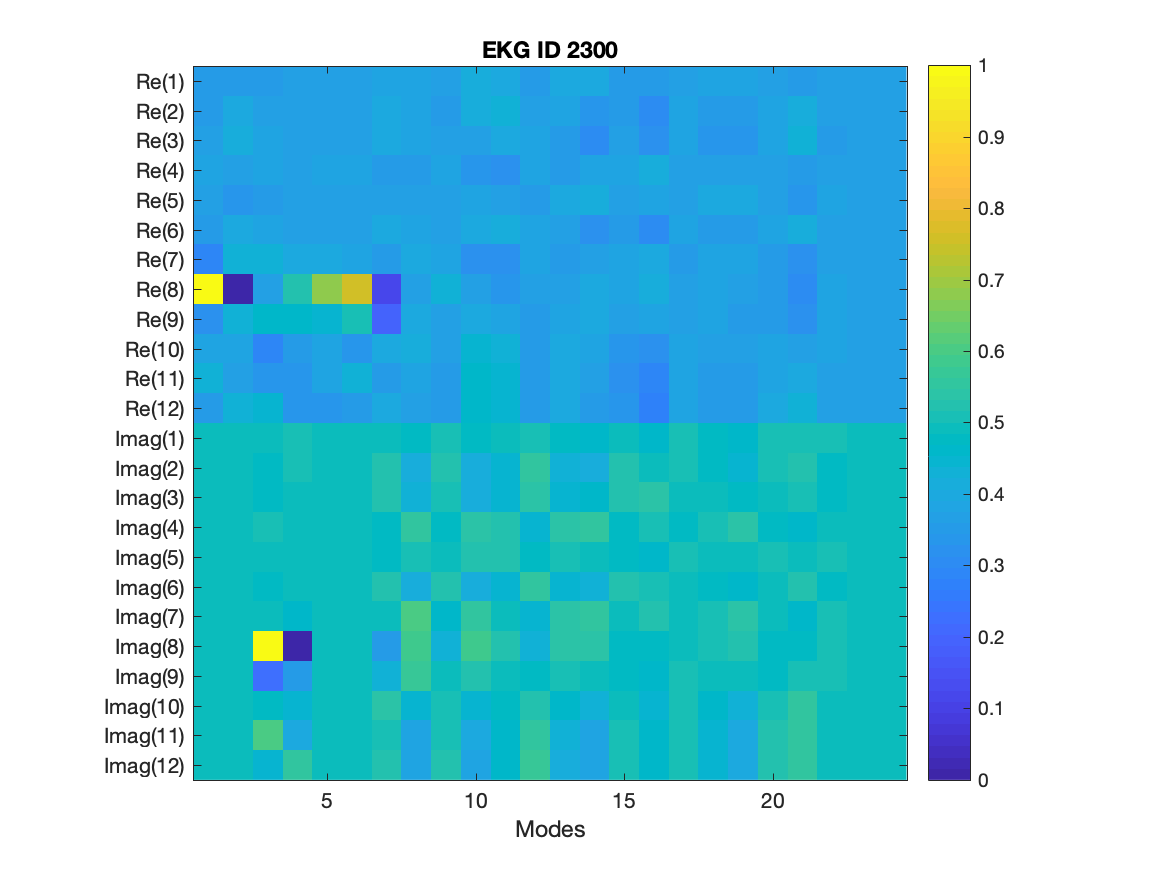 EKG ID 2300
Re(1)
Re(2)
Re(3)
Re(4)
Re(5)
Re(6)
Re(7)
Re(8)
Re(9)
Re(10)
Re(11)
Re(12)
Imag(1)
Imag(2)
Imag(3)
Imag(4)
Imag(5)
Imag(6)
Imag(7)
Imag(8)
Imag(9)
Imag(10)
Imag(11)
Imag(12)
5 10 15 20
Modes
1
0.9
0.8
0.7
0.6
0.5
0.4
0.3
0.2
0.1
0